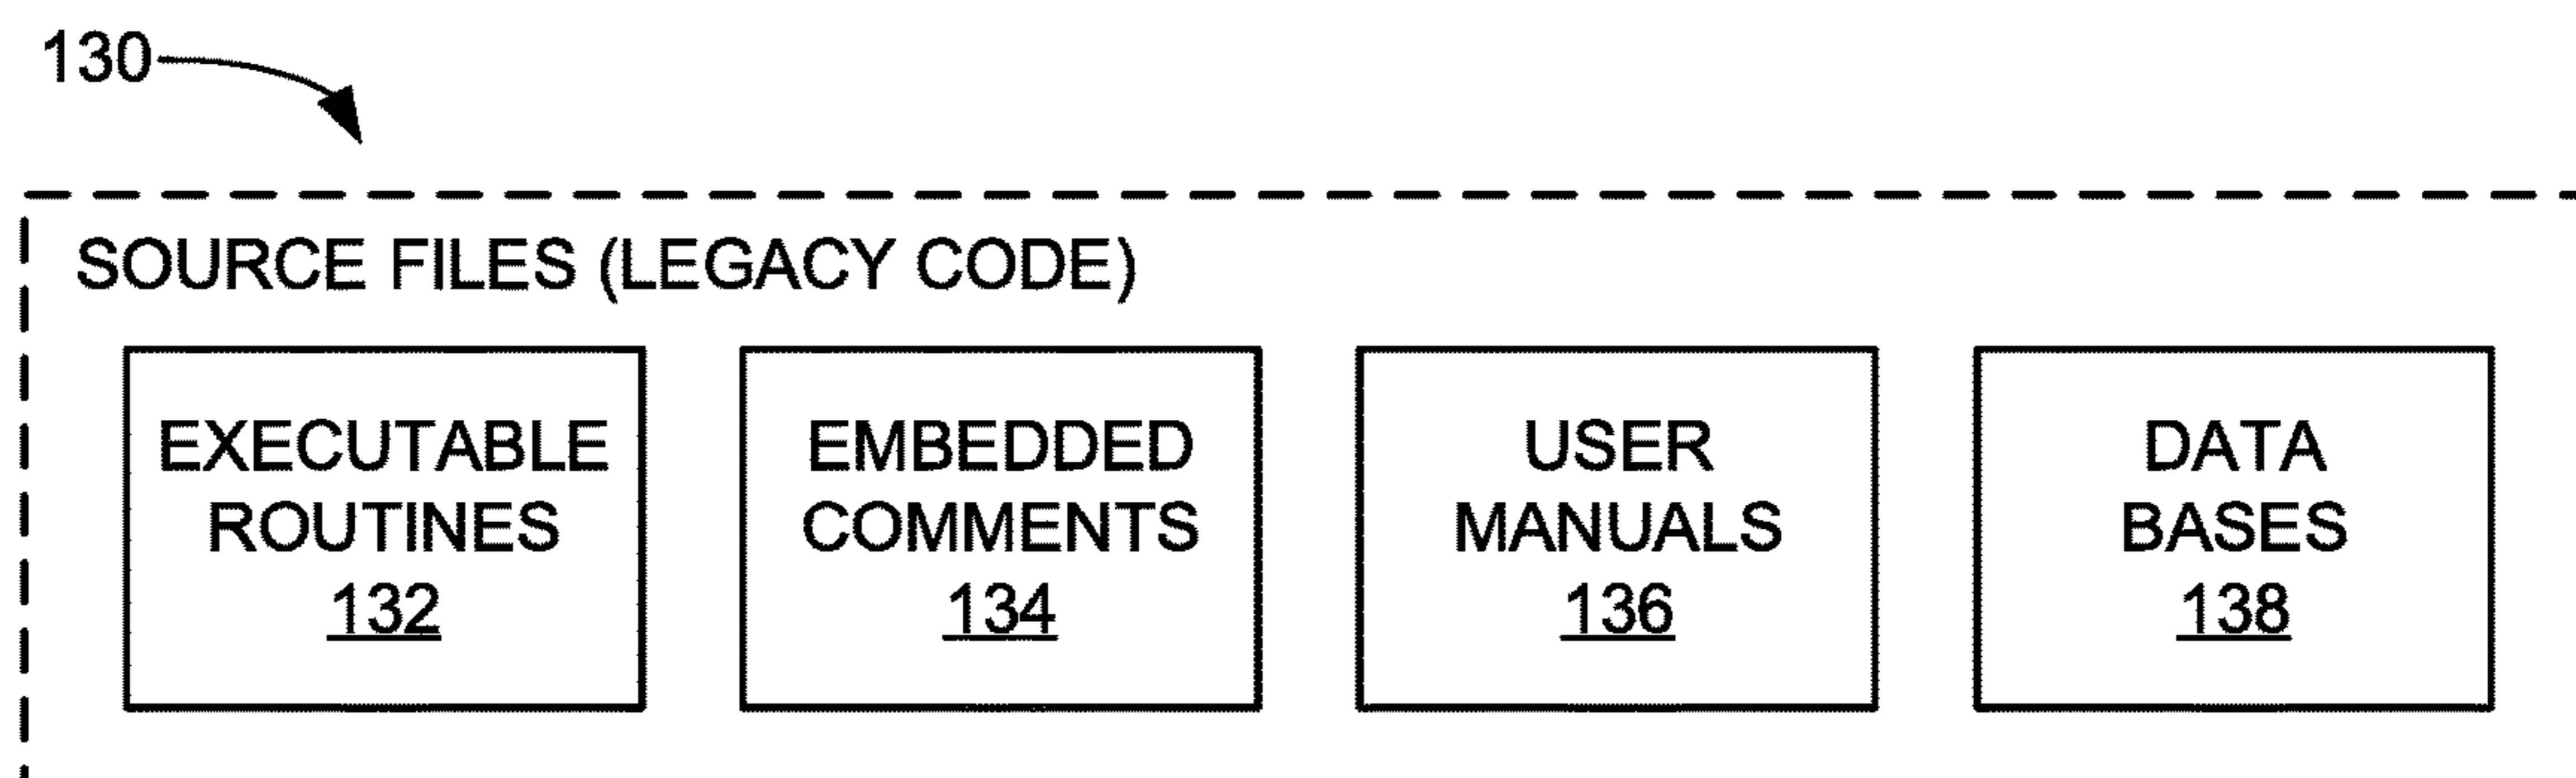 130
SOURCE FILES (LEGACY CODE)
EXECUTABLE
ROUTINES
132
EMBEDDED
COMMENTS
134
USER
MANUALS
136
DATA
BASES
138